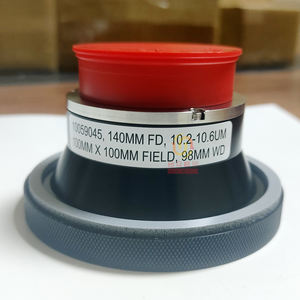 10059045, 140MM FD, 10.2-10.6UM
100MM X 100MM FIELD, 98MM WD